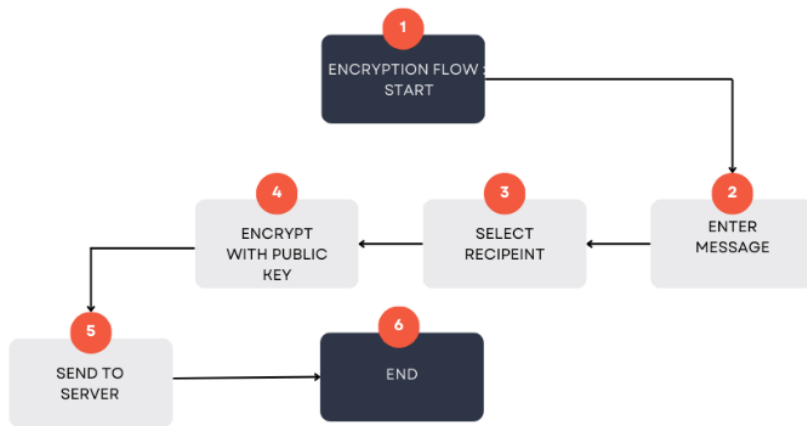 1
ENCRYPTION FLOW :
START
2
ENTER
MESSAGE
3
SELECT
RECIPEINT
4
ENCRYPT
WITH PUBLIC
KEY
5
SEND TO
SERVER
6
END